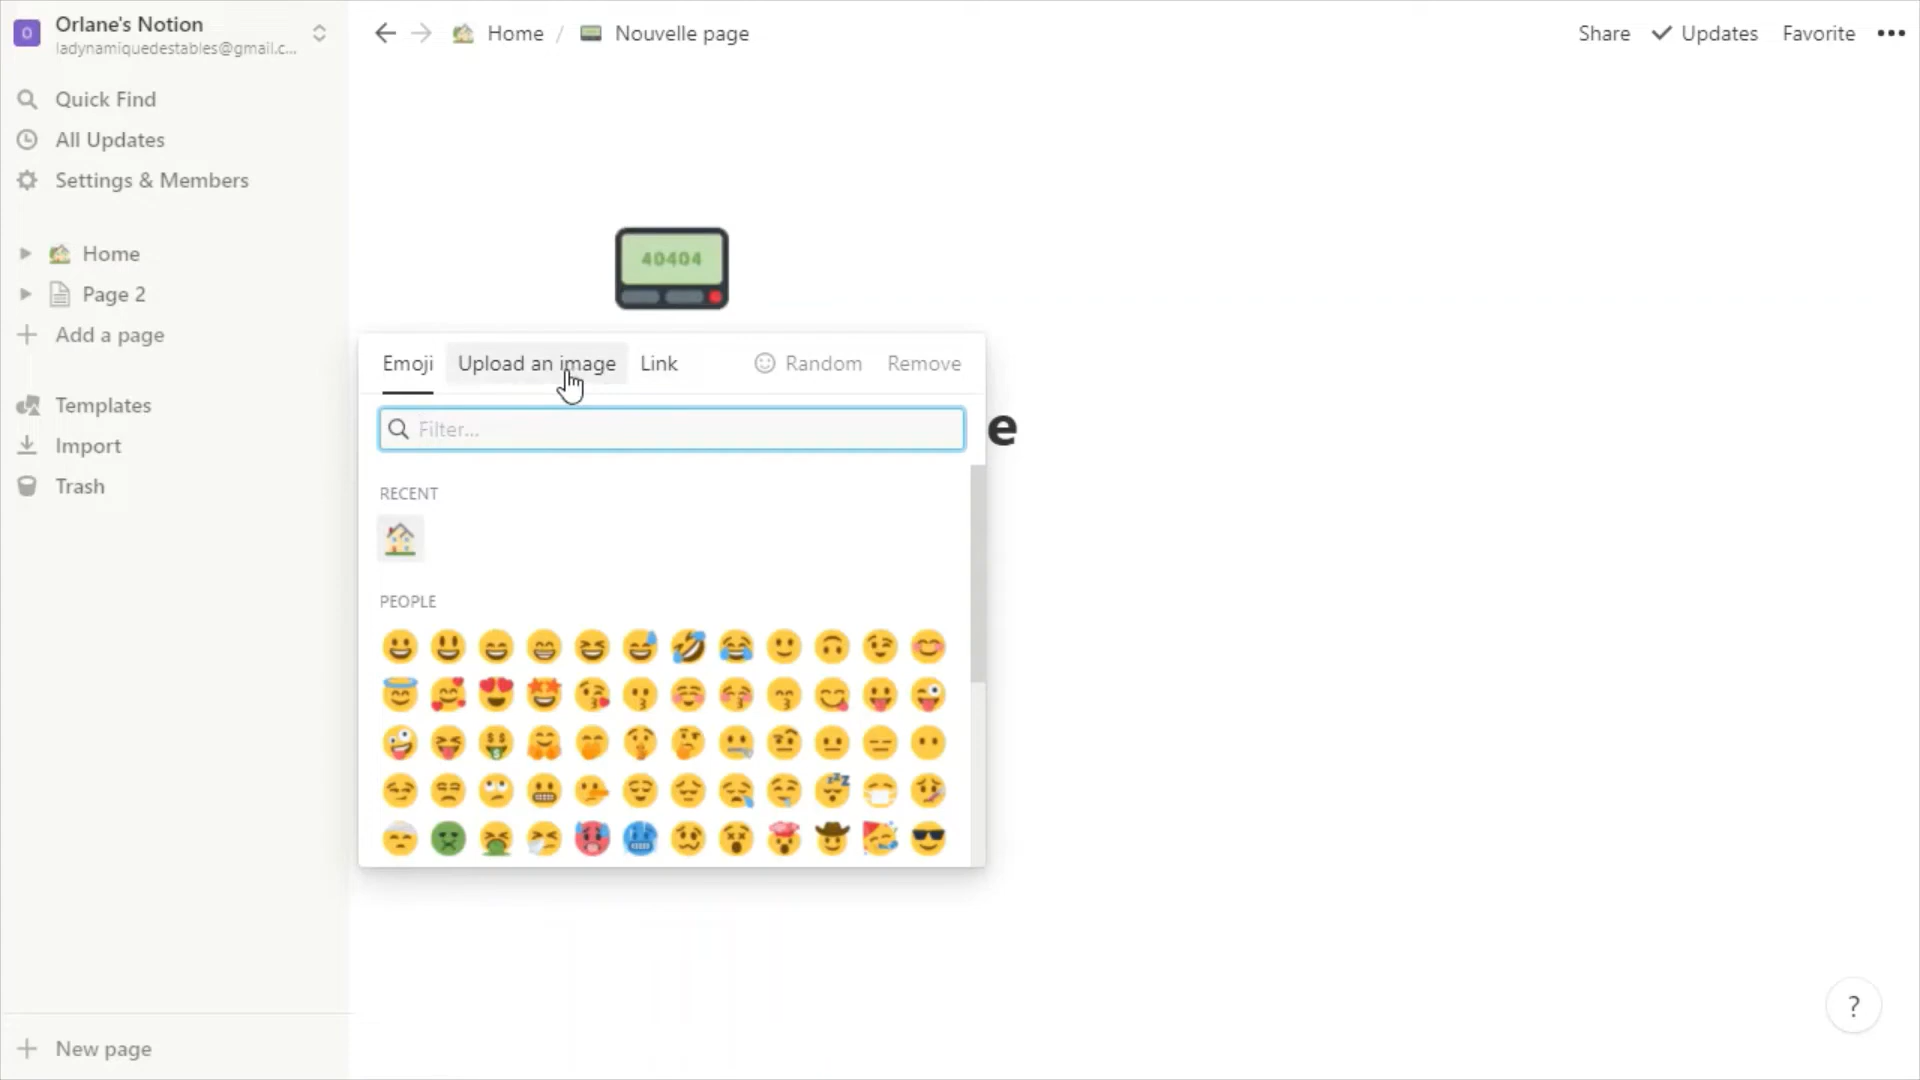 O
Orlane's Notion
ladynamiquedestables@gmail.c...
Quick Find
All Updates
Settings & Members
Home
Page 2
Add a page
Templates
Import
Trash
New page
Home / Nouvelle page
Share Updates Favorite
40404
Emoji Upload an image Link Random Remove
Filter...
e
RECENT
PEOPLE
?